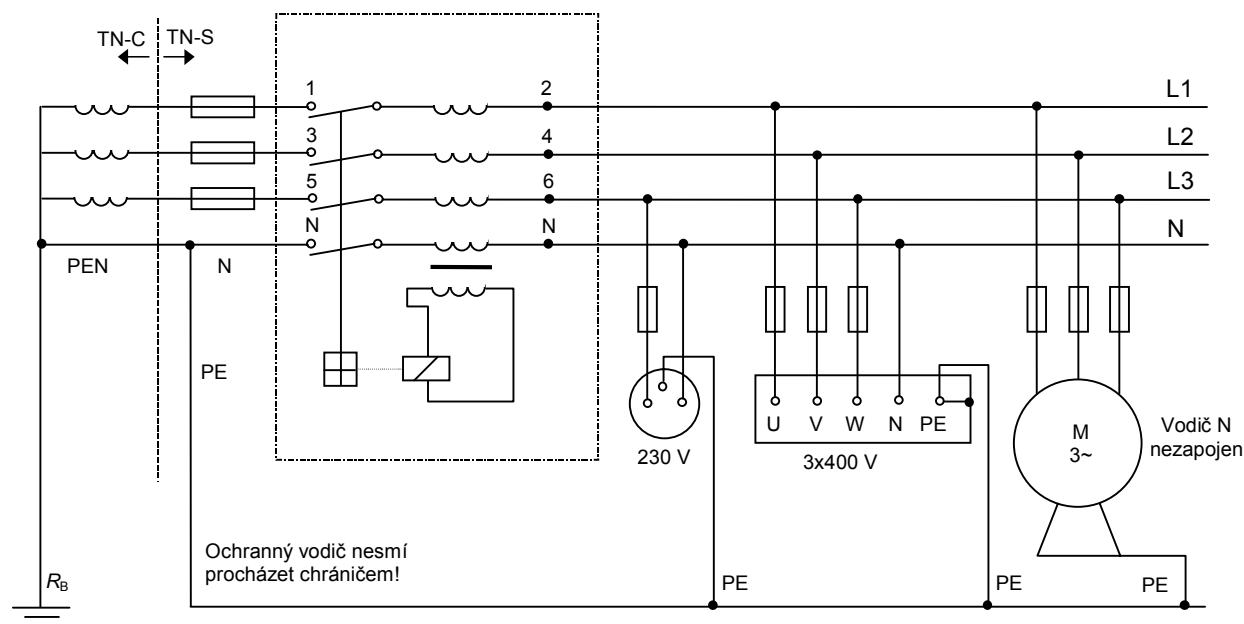 TN-C TN-S
1 2 L1
3 4 L2
5 6 L3
N N N
PEN N
PE
U V W N PE
230 V
3x400 V
M
3~
Vodič N
nezapojen
Ochranný vodič nesmí
procházet chráničem!
RB
PE PE PE